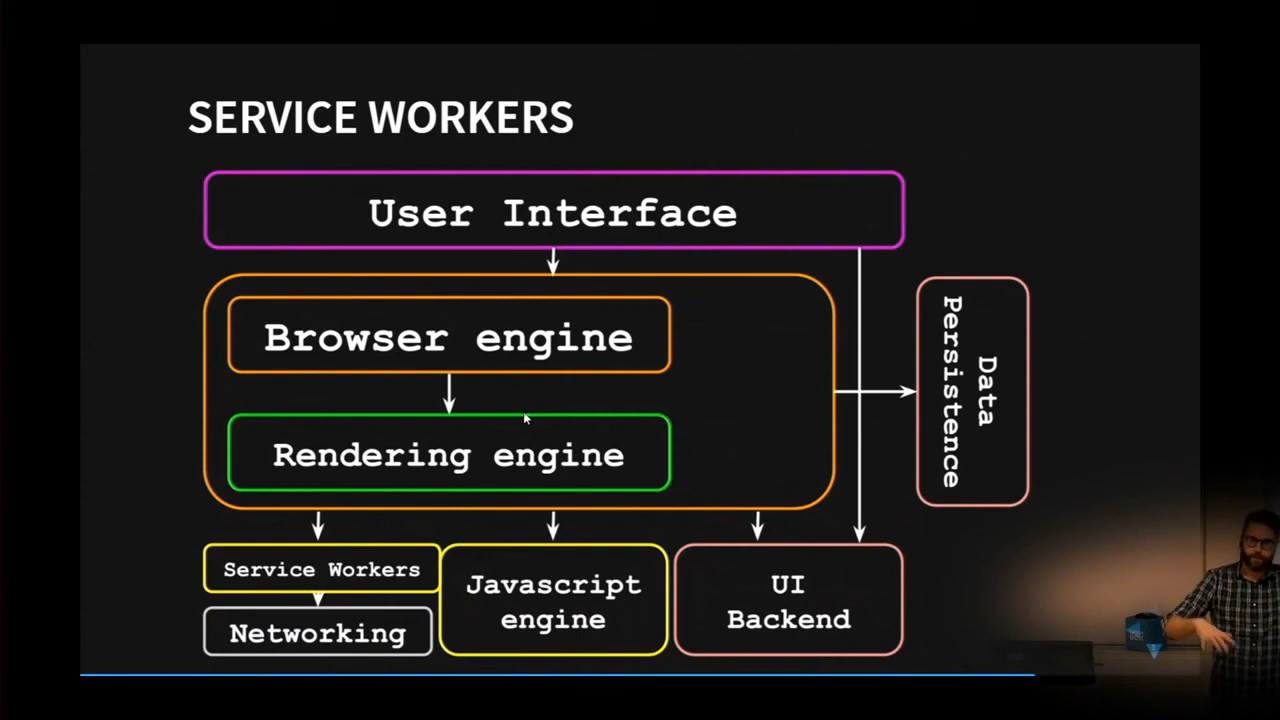 SERVICE WORKERS
User Interface
Browser engine
Data
Persistence
Rendering engine
Service Workers
Networking
Javascript
engine
UI
Backend